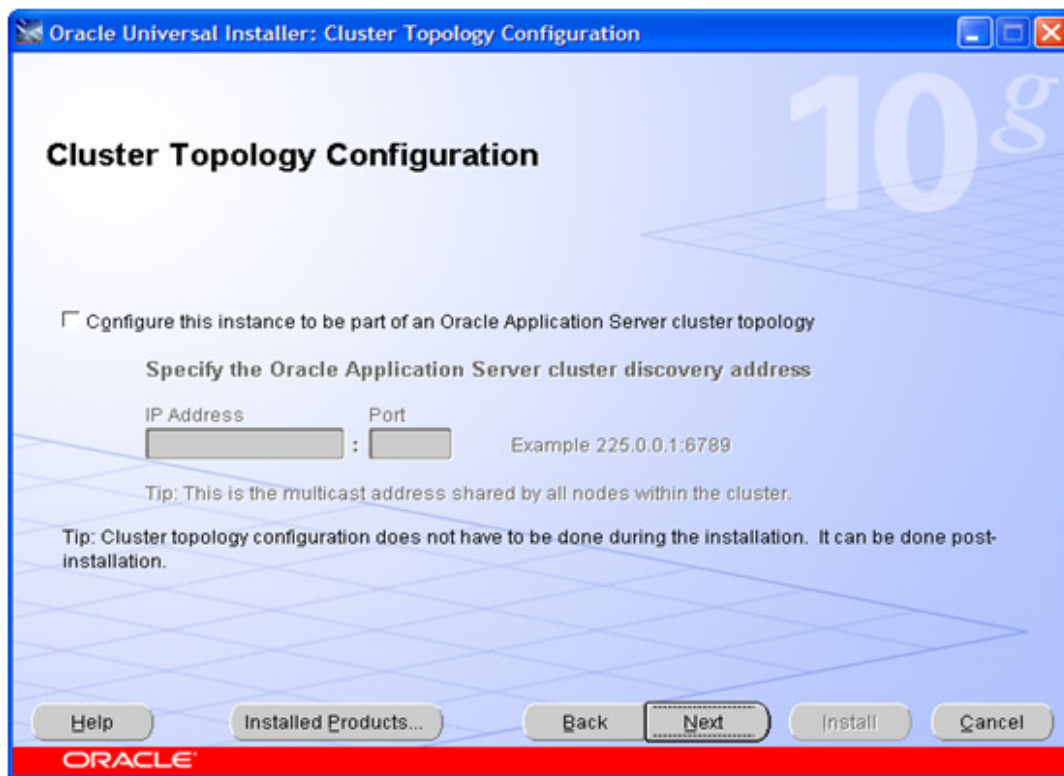 Oracle Universal Installer: Cluster Topology Configuration
10g
Cluster Topology Configuration
Configure this instance to be part of an Oracle Application Server cluster topology
Specify the Oracle Application Server cluster discovery address
IP Address Port
: Example 225.0.0.1:6789
Tip: This is the multicast address shared by all nodes within the cluster.
Tip: Cluster topology configuration does not have to be done during the installation. It can be done post-
installation.
Help Installed Products... Back Next Install Cancel
ORACLE